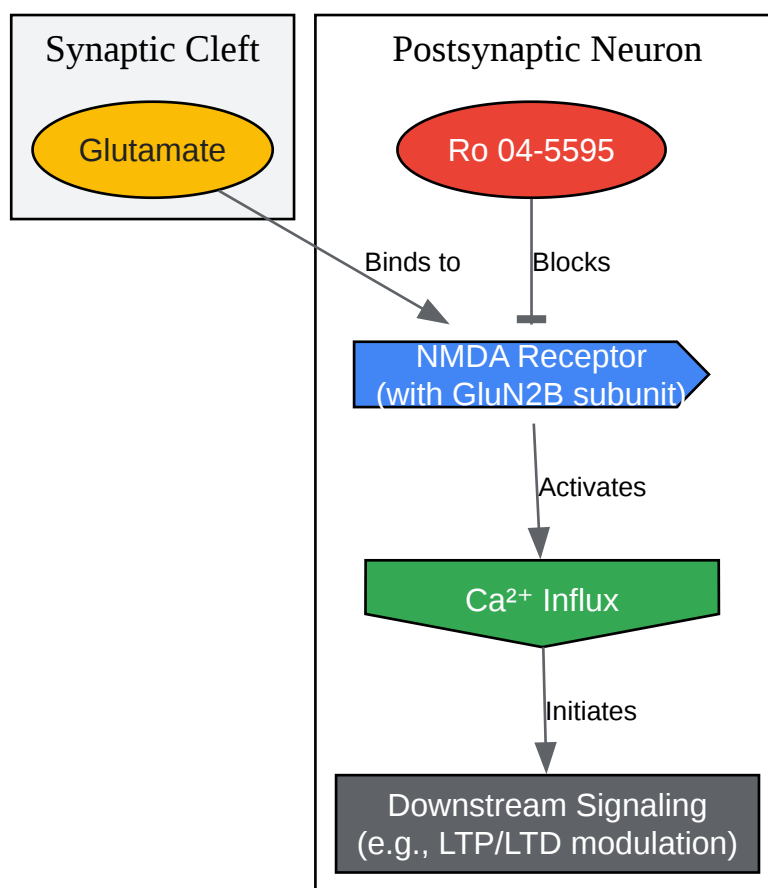 Synaptic Cleft
Postsynaptic Neuron
Glutamate
Ro 04-5595
Binds to
Blocks
NMDA Receptor
(with GluN2B subunit)
Activates
Ca²⁺ Influx
Initiates
Downstream Signaling
(e.g., LTP/LTD modulation)